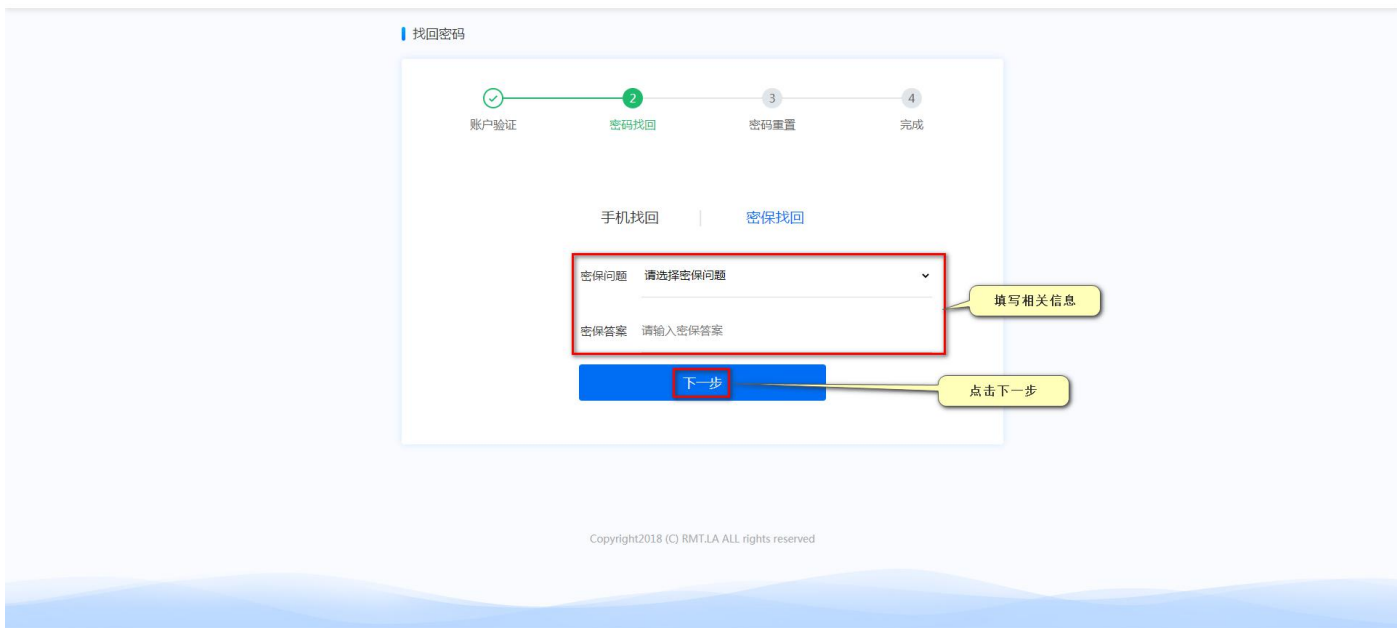 找回密码
2
3
4
账户验证
密码找回
密码重置
完成
手机找回
密保找回
密保问题 请选择密保问题
填写相关信息
密保答案 请输入密保答案
下一步
点击下一步
Copyright2018 (C) RMT.LA ALL rights reserved